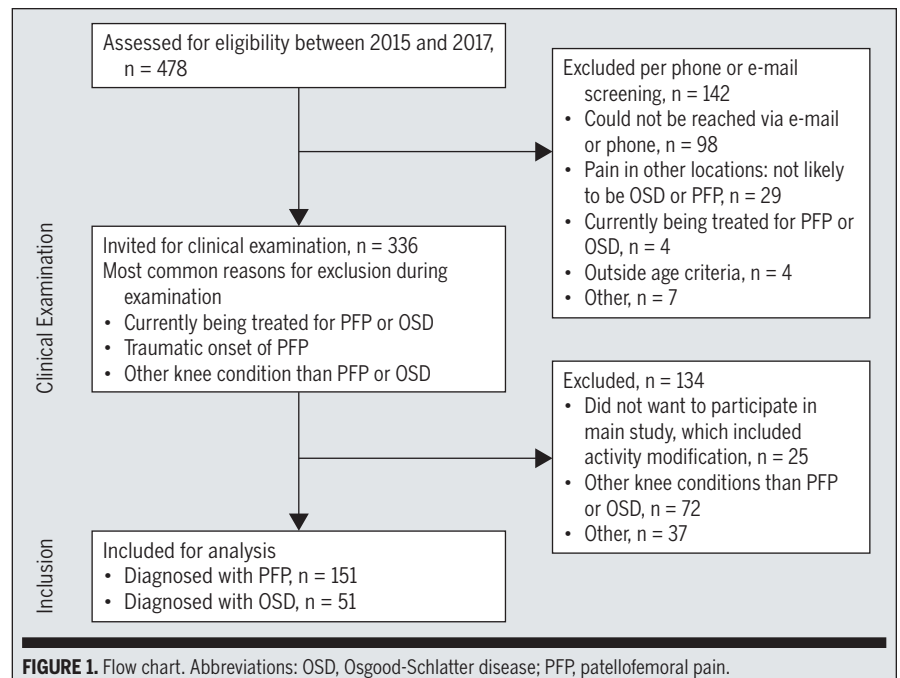 Assessed for eligibility between 2015 and 2017,
n = 478
Excluded per phone or e-mail
screening, n = 142
• Could not be reached via e-mail
or phone, n = 98
• Pain in other locations: not likely
to be OSD or PFP, n = 29
• Currently being treated for PFP or
OSD, n = 4
• Outside age criteria, n = 4
• Other, n = 7
Clinical Examination
Invited for clinical examination, n = 336
Most common reasons for exclusion during
examination
• Currently being treated for PFP or OSD
• Traumatic onset of PFP
• Other knee condition than PFP or OSD
Excluded, n = 134
• Did not want to participate in
main study, which included
activity modification, n = 25
• Other knee conditions than PFP
or OSD, n = 72
• Other, n = 37
Inclusion
Included for analysis
• Diagnosed with PFP, n = 151
• Diagnosed with OSD, n = 51
FIGURE 1. Flow chart. Abbreviations: OSD, Osgood-Schlatter disease; PFP, patellofemoral pain.